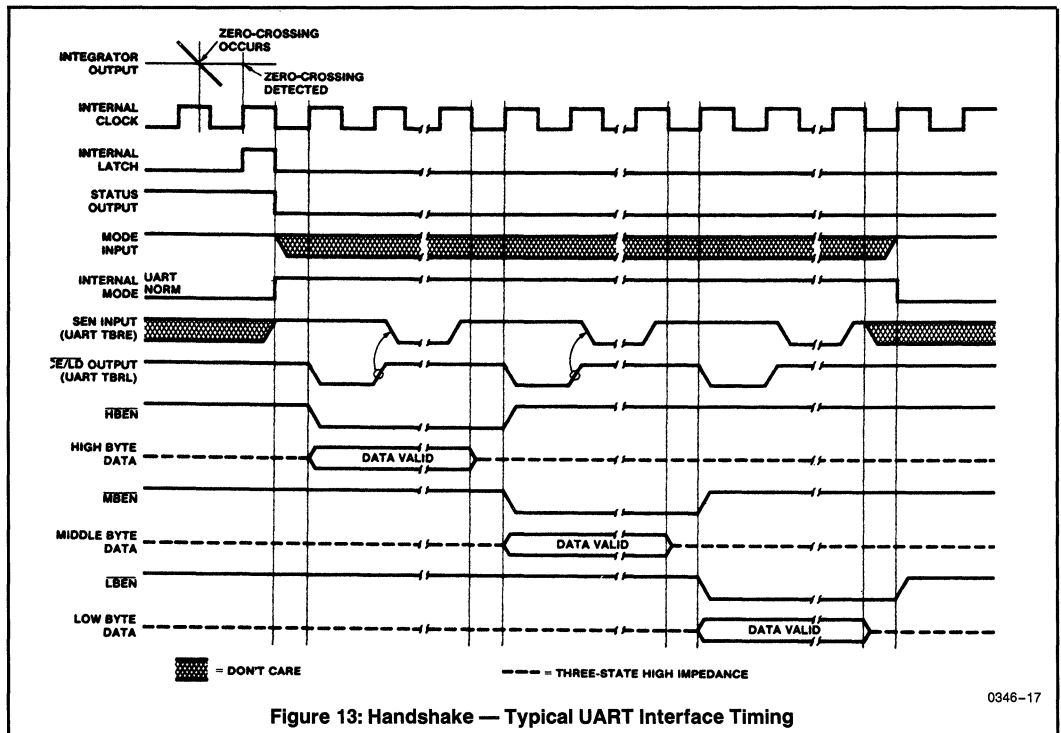 ZERO-CROSSING
OCCURS
INTEGRATOR
OUTPUT
ZERO-CROSSING
DETECTED
INTERNAL
CLOCK
INTERNAL
LATCH
STATUS
OUTPUT
MODE
INPUT
INTERNAL UART
MODE NORM
SEN INPUT
(UART TBRE)
CE/LD OUTPUT
(UART TBRL)
HBEN
HIGH BYTE
DATA
DATA VALID
MBEN
MIDDLE BYTE
DATA
DATA VALID
LBEN
LOW BYTE
DATA
DATA VALID
= DON'T CARE
= THREE-STATE HIGH IMPEDANCE
0346-17
Figure 13: Handshake — Typical UART Interface Timing